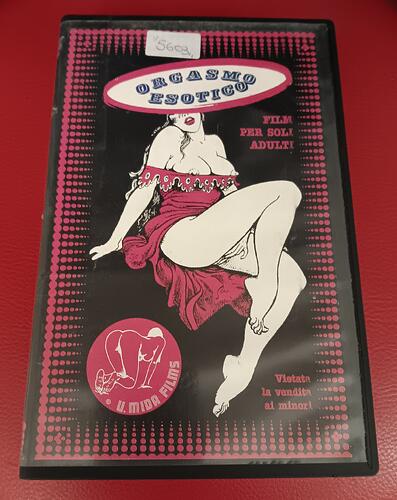 5603,
ORGASMO
ESOTICO
FILM
PER SOLI
ADULTI
U. MIDA FILMS
Vietata
la vendita
ai minori